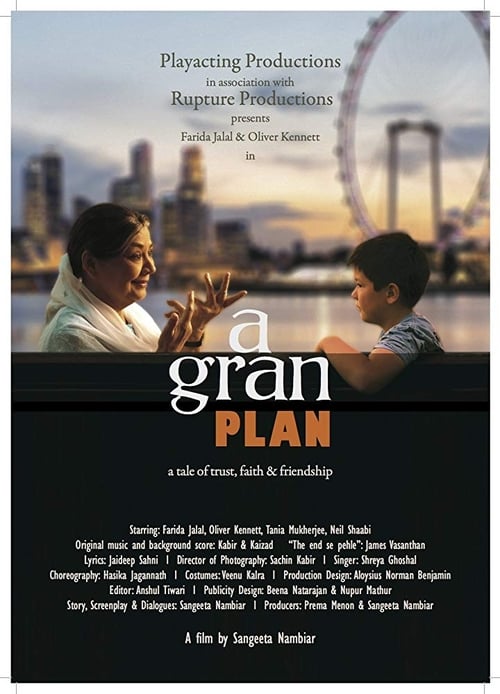 Playacting Productions
in association with
Rupture Productions
presents
Farida Jalal & Oliver Kennett
in
a
gran
PLAN
a tale of trust, faith & friendship
Starring: Farida Jalal, Oliver Kennett, Tania Mukherjee, Neil Shaabi
Original music and background score: Kabir & Kaizad "The end se pehle": James Vasanthan
Lyrics: Jaideep Sahni I Director of Photography: Sachin Kabir I Singer: Shreya Ghoshal
Choreography: Hasika Jagannath I Costumes: Veenu Kalra I Production Design: Aloysius Norman Benjamin
Editor: Anshul Tiwari I Publicity Design: Beena Natarajan & Nupur Mathur
Story, Screenplay & Dialogues: Sangeeta Nambiar I Producers: Prema Menon & Sangeeta Nambiar
A film by Sangeeta Nambiar